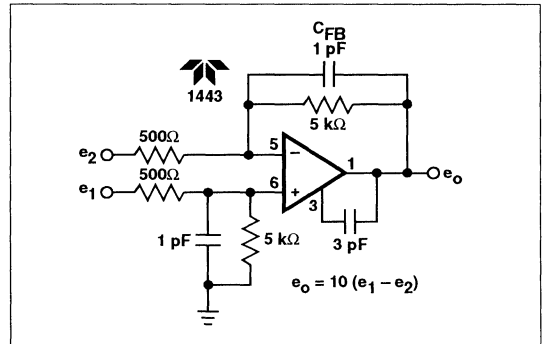 C_FB
1 pF
1443
5 kΩ
500Ω
e₂
5
−
1
eₒ
500Ω
e₁
6
+
3
1 pF
5 kΩ
3 pF
eₒ = 10 (e₁ − e₂)